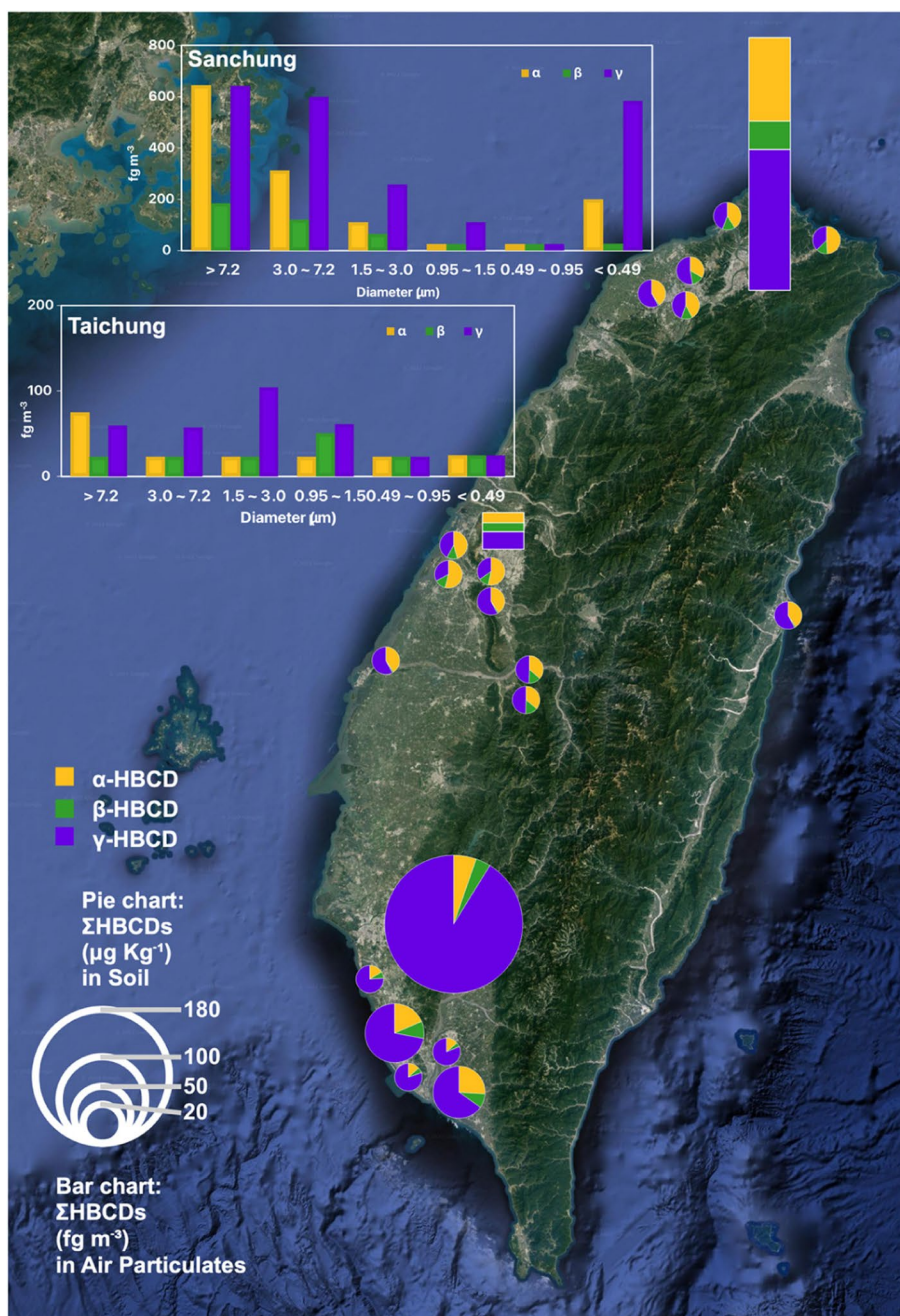 Sanchung
α β γ
800
600
400
200
0
fg m⁻³
> 7.2 3.0 ~ 7.2 1.5 ~ 3.0 0.95 ~ 1.5 0.49 ~ 0.95 < 0.49
Diameter (μm)
Taichung
α β γ
200
100
0
fg m⁻³
> 7.2 3.0 ~ 7.2 1.5 ~ 3.0 0.95 ~ 1.5 0.49 ~ 0.95 < 0.49
Diameter (μm)
α-HBCD
β-HBCD
γ-HBCD
Pie chart:
ΣHBCDs
(μg Kg⁻¹)
in Soil
180
100
50
20
Bar chart:
ΣHBCDs
(fg m⁻³)
in Air Particulates